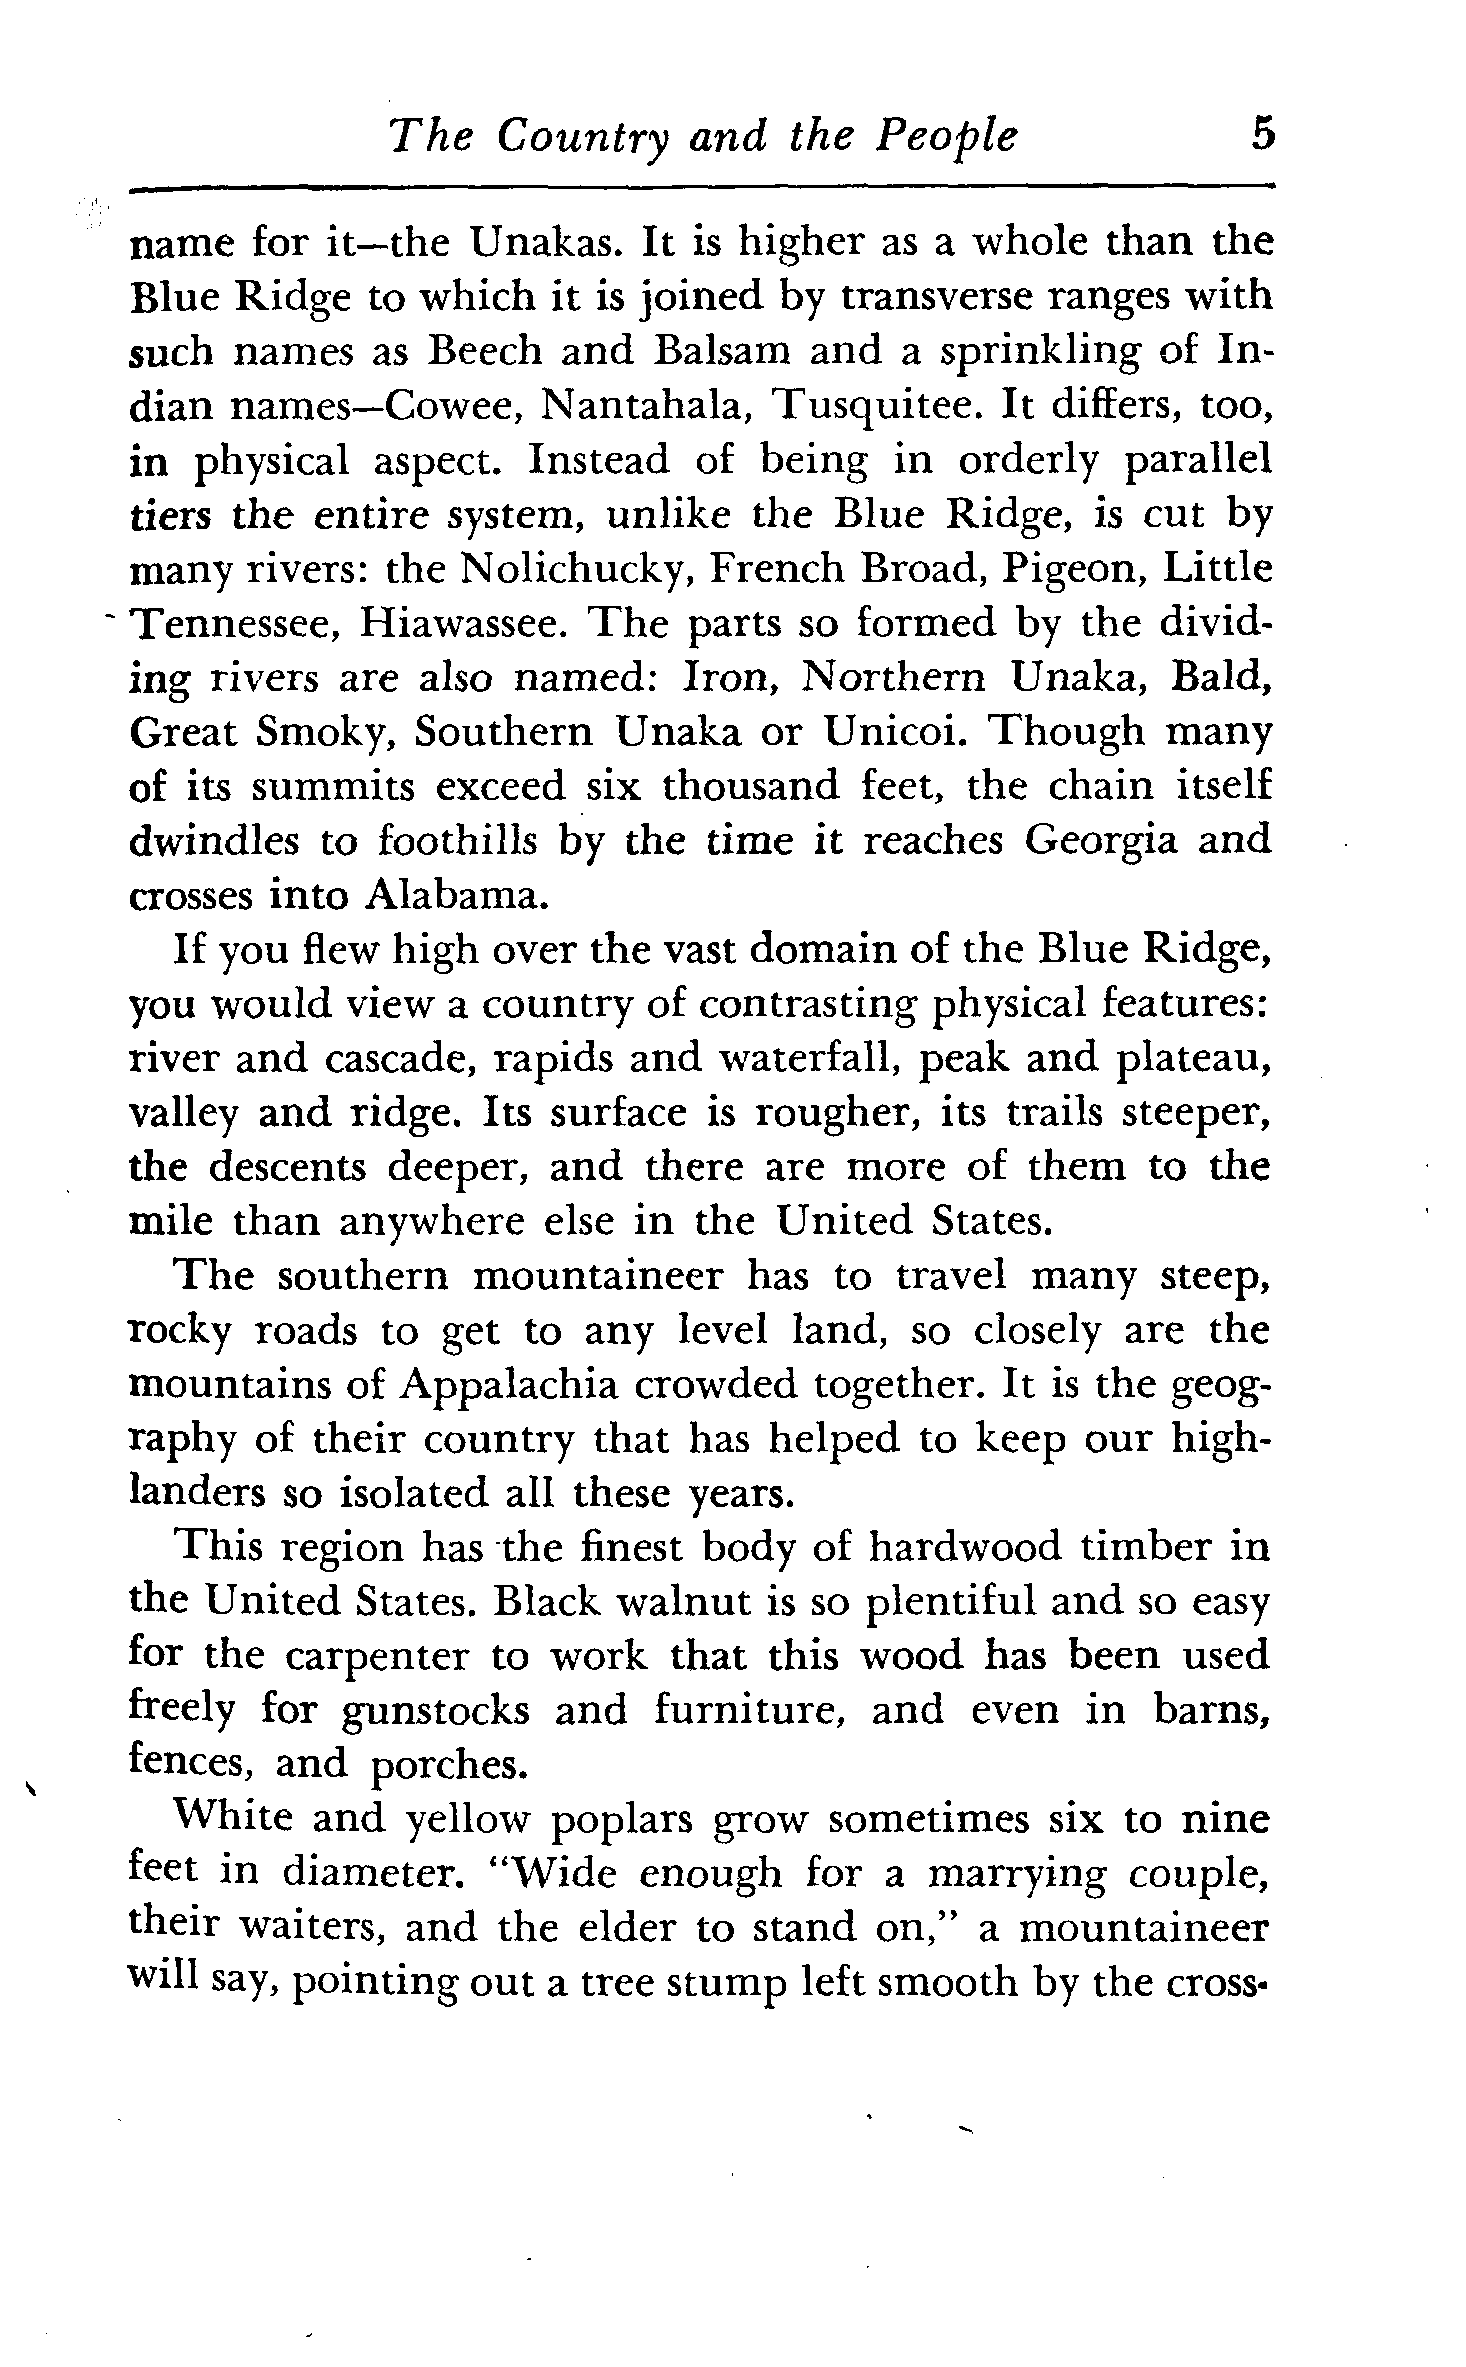 The Country and the People 5
name for it—the Unakas. It is higher as a whole than the
Blue Ridge to which it is joined by transverse ranges with
such names as Beech and Balsam and a sprinkling of In-
dian names—Cowee, Nantahala, Tusquitee. It differs, too,
in physical aspect. Instead of being in orderly parallel
tiers the entire system, unlike the Blue Ridge, is cut by
many rivers: the Nolichucky, French Broad, Pigeon, Little
Tennessee, Hiawassee. The parts so formed by the divid-
ing rivers are also named: Iron, Northern Unaka, Bald,
Great Smoky, Southern Unaka or Unicoi. Though many
of its summits exceed six thousand feet, the chain itself
dwindles to foothills by the time it reaches Georgia and
crosses into Alabama.
If you flew high over the vast domain of the Blue Ridge,
you would view a country of contrasting physical features:
river and cascade, rapids and waterfall, peak and plateau,
valley and ridge. Its surface is rougher, its trails steeper,
the descents deeper, and there are more of them to the
mile than anywhere else in the United States.
The southern mountaineer has to travel many steep,
rocky roads to get to any level land, so closely are the
mountains of Appalachia crowded together. It is the geog-
raphy of their country that has helped to keep our high-
landers so isolated all these years.
This region has the finest body of hardwood timber in
the United States. Black walnut is so plentiful and so easy
for the carpenter to work that this wood has been used
freely for gunstocks and furniture, and even in barns,
fences, and porches.
White and yellow poplars grow sometimes six to nine
feet in diameter. “Wide enough for a marrying couple,
their waiters, and the elder to stand on,” a mountaineer
will say, pointing out a tree stump left smooth by the cross-